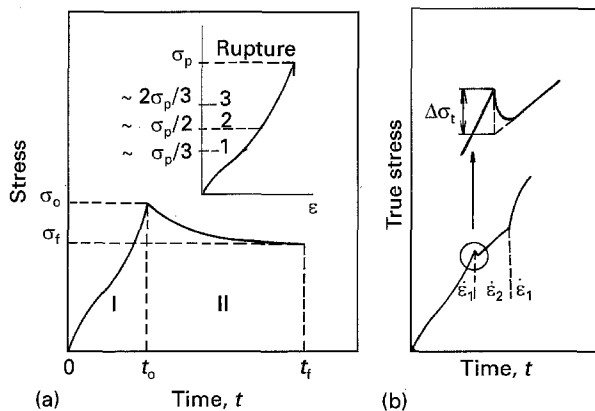 σp Rupture
~ 2σp/3 3
~ σp/2 2
~ σp/3 1
ε
Stress
σo
σf
I II
0 to tf
(a) Time, t
Δσt
True stress
ε̇1 ε̇2 ε̇1
(b) Time, t